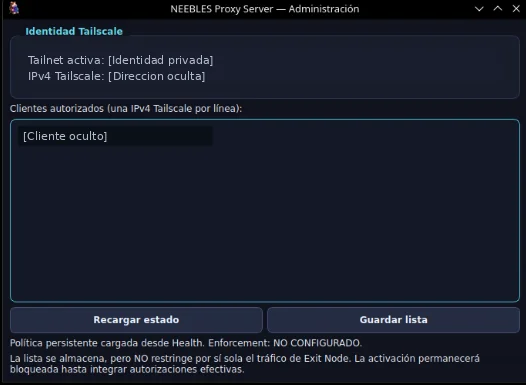 NEEBLES Proxy Server — Administración
Identidad Tailscale
Tailnet activa: [Identidad privada]
IPv4 Tailscale: [Direccion oculta]
Clientes autorizados (una IPv4 Tailscale por línea):
[Cliente oculto]
Recargar estado
Guardar lista
Política persistente cargada desde Health. Enforcement: NO CONFIGURADO.
La lista se almacena, pero NO restringe por sí sola el tráfico de Exit Node. La activación permanecerá
bloqueada hasta integrar autorizaciones efectivas.